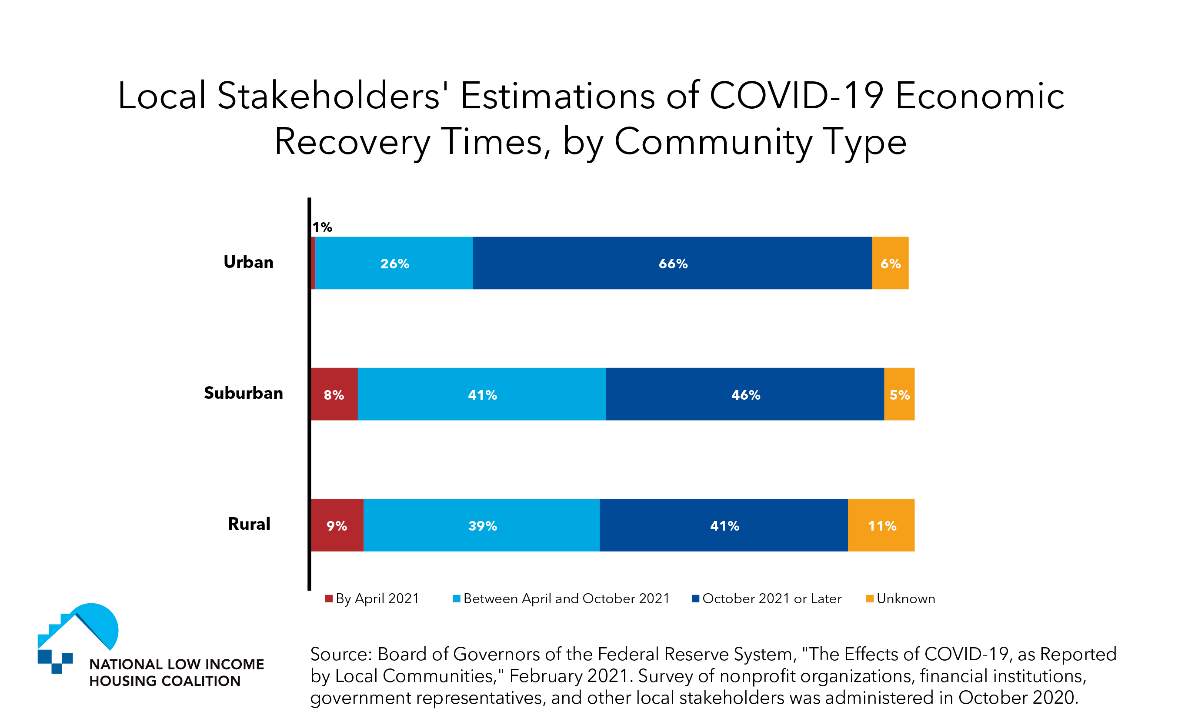 Local Stakeholders' Estimations of COVID-19 Economic
Recovery Times, by Community Type
1%
Urban 26% 66% 6%
Suburban 8% 41% 46% 5%
Rural 9% 39% 41% 11%
By April 2021 Between April and October 2021 October 2021 or Later Unknown
NATIONAL LOW INCOME
HOUSING COALITION
Source: Board of Governors of the Federal Reserve System, "The Effects of COVID-19, as Reported
by Local Communities," February 2021. Survey of nonprofit organizations, financial institutions,
government representatives, and other local stakeholders was administered in October 2020.